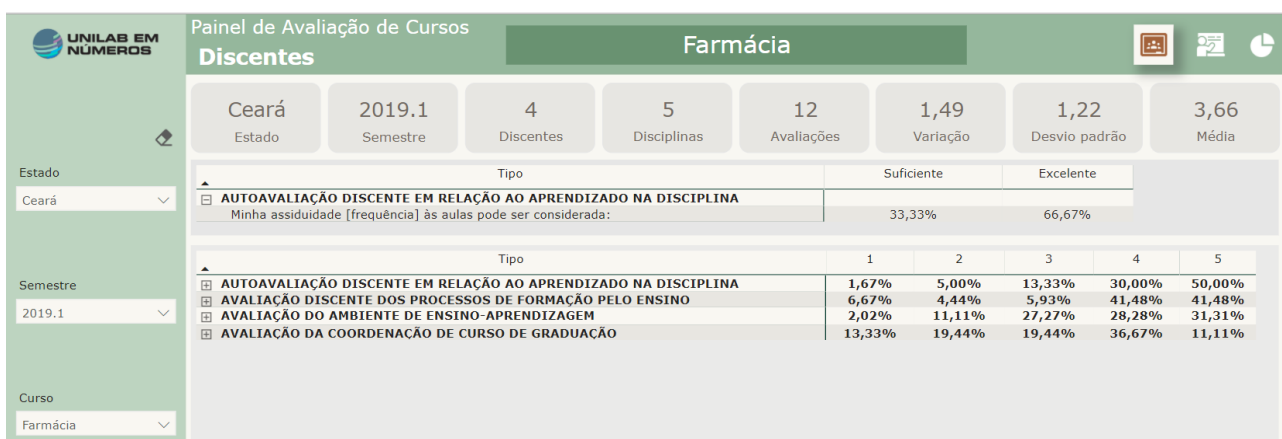 UNILAB EM
NÚMEROS
Painel de Avaliação de Cursos
Discentes
Farmácia
Ceará
Estado
2019.1
Semestre
4
Discentes
5
Disciplinas
12
Avaliações
1,49
Variação
1,22
Desvio padrão
3,66
Média
Estado
Ceará
Semestre
2019.1
Curso
Farmácia
Tipo Suficiente Excelente
AUTOAVALIAÇÃO DISCENTE EM RELAÇÃO AO APRENDIZADO NA DISCIPLINA
Minha assiduidade [frequência] às aulas pode ser considerada: 33,33% 66,67%
Tipo 1 2 3 4 5
AUTOAVALIAÇÃO DISCENTE EM RELAÇÃO AO APRENDIZADO NA DISCIPLINA 1,67% 5,00% 13,33% 30,00% 50,00%
AVALIAÇÃO DISCENTE DOS PROCESSOS DE FORMAÇÃO PELO ENSINO 6,67% 4,44% 5,93% 41,48% 41,48%
AVALIAÇÃO DO AMBIENTE DE ENSINO-APRENDIZAGEM 2,02% 11,11% 27,27% 28,28% 31,31%
AVALIAÇÃO DA COORDENAÇÃO DE CURSO DE GRADUAÇÃO 13,33% 19,44% 19,44% 36,67% 11,11%